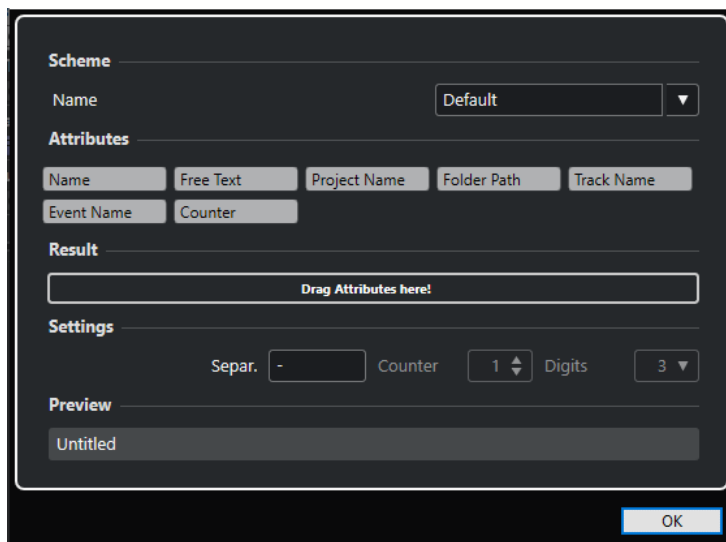 Scheme
Name Default
Attributes
Name Free Text Project Name Folder Path Track Name
Event Name Counter
Result
Drag Attributes here!
Settings
Separ. - Counter 1 Digits 3
Preview
Untitled
OK